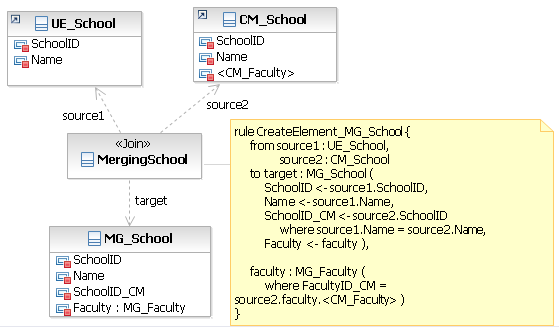 UE_School
SchoolID
Name
CM_School
SchoolID
Name
<CM_Faculty>
source1
source2
«Join»
MergingSchool
target
MG_School
SchoolID
Name
SchoolID_CM
Faculty : MG_Faculty
rule CreateElement_MG_School {
from source1 : UE_School,
source2 : CM_School
to target : MG_School (
SchoolID <- source1.SchoolID,
Name <- source1.Name,
SchoolID_CM <- source2.SchoolID
where source1.Name = source2.Name,
Faculty <- faculty ),
faculty : MG_Faculty (
where FacultyID_CM =
source2.faculty.<CM_Faculty> )
}